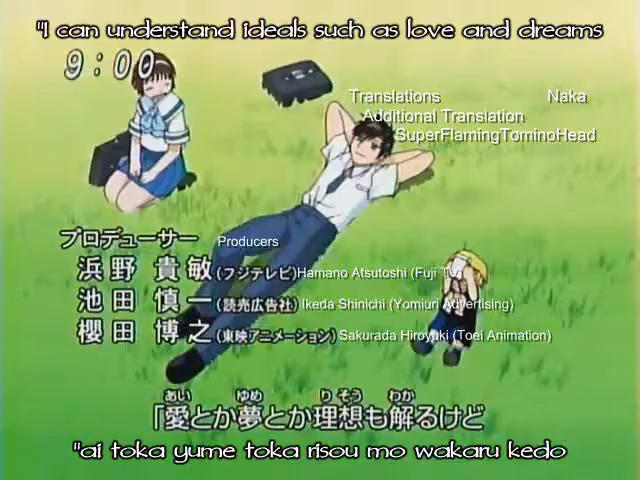 "I can understand ideals such as love and dreams
9:00
Translations Naka
Additional Translation
SuperFlamingTominoHead
プロデューサー Producers
浜野 貴敏 (フジテレビ) Hamano Atsutoshi (Fuji TV)
池田 慎一 (読売広告社) Ikeda Shinichi (Yomiuri Advertising)
櫻田 博之 (東映アニメーション) Sakurada Hiroyuki (Toei Animation)
あい ゆめ りそう わか
「愛とか夢とか理想も解るけど
"ai toka yume toka risou mo wakaru kedo